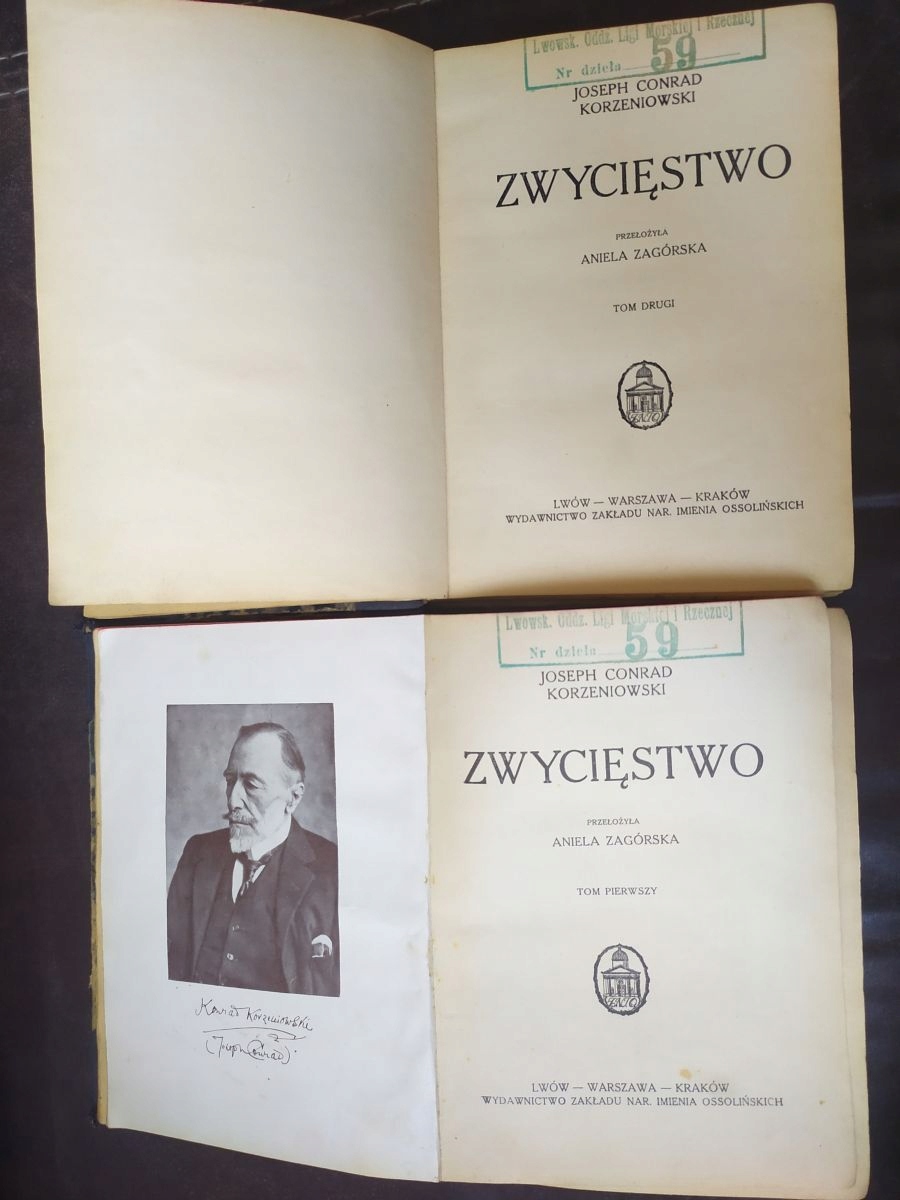 Lwowsk. Oddz. Ligi Morskiej i Rzecznej
Nr dzieła 59
JOSEPH CONRAD
KORZENIOWSKI
ZWYCIĘSTWO
PRZEŁOŻYŁA
ANIELA ZAGÓRSKA
TOM DRUGI
ZNIO
LWÓW — WARSZAWA — KRAKÓW
WYDAWNICTWO ZAKŁADU NAR. IMIENIA OSSOLIŃSKICH
Konrad Korzeniowski
(Joseph Conrad)
Lwowsk. Oddz. Ligi Morskiej i Rzecznej
Nr dzieła 59
JOSEPH CONRAD
KORZENIOWSKI
ZWYCIĘSTWO
PRZEŁOŻYŁA
ANIELA ZAGÓRSKA
TOM PIERWSZY
ZNIO
LWÓW — WARSZAWA — KRAKÓW
WYDAWNICTWO ZAKŁADU NAR. IMIENIA OSSOLIŃSKICH